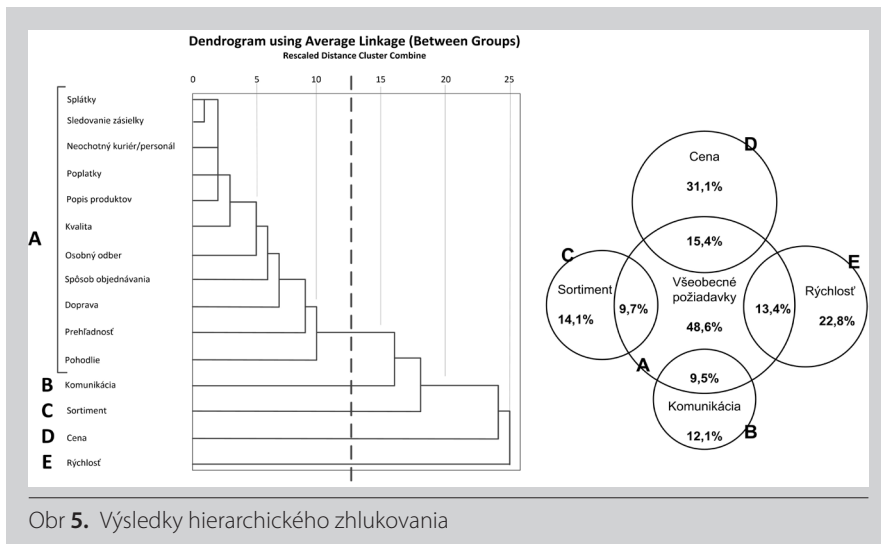 Dendrogram using Average Linkage (Between Groups)
Rescaled Distance Cluster Combine
0 5 10 15 20 25
Splátky
Sledovanie zásielky
Neochotný kuriér/personál
Poplatky
Popis produktov
Kvalita
A
Osobný odber
Spôsob objednávania
Doprava
Prehľadnosť
Pohodlie
B Komunikácia
C Sortiment
D Cena
E Rýchlosť
D
Cena
31,1%
15,4%
C
Sortiment
14,1%
9,7%
Všeobecné
požiadavky
48,6%
13,4%
E
Rýchlosť
22,8%
A
9,5%
Komunikácia
12,1%
B
Obr 5. Výsledky hierarchického zhlukovania